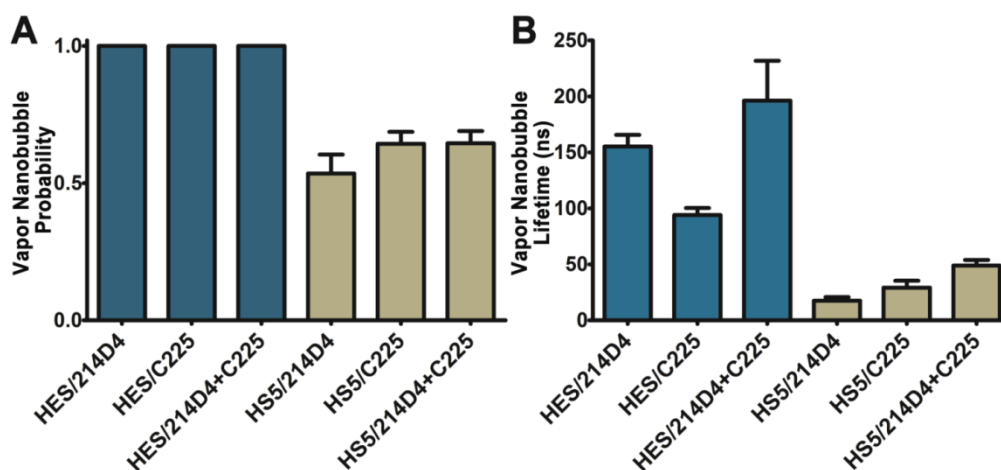 A
Vapor Nanobubble
Probability
1.0
0.5
0.0
HES/214D4
HES/C225
HES/214D4+C225
HS5/214D4
HS5/C225
HS5/214D4+C225
B
Vapor Nanobubble
Lifetime (ns)
250
200
150
100
50
0
HES/214D4
HES/C225
HES/214D4+C225
HS5/214D4
HS5/C225
HS5/214D4+C225